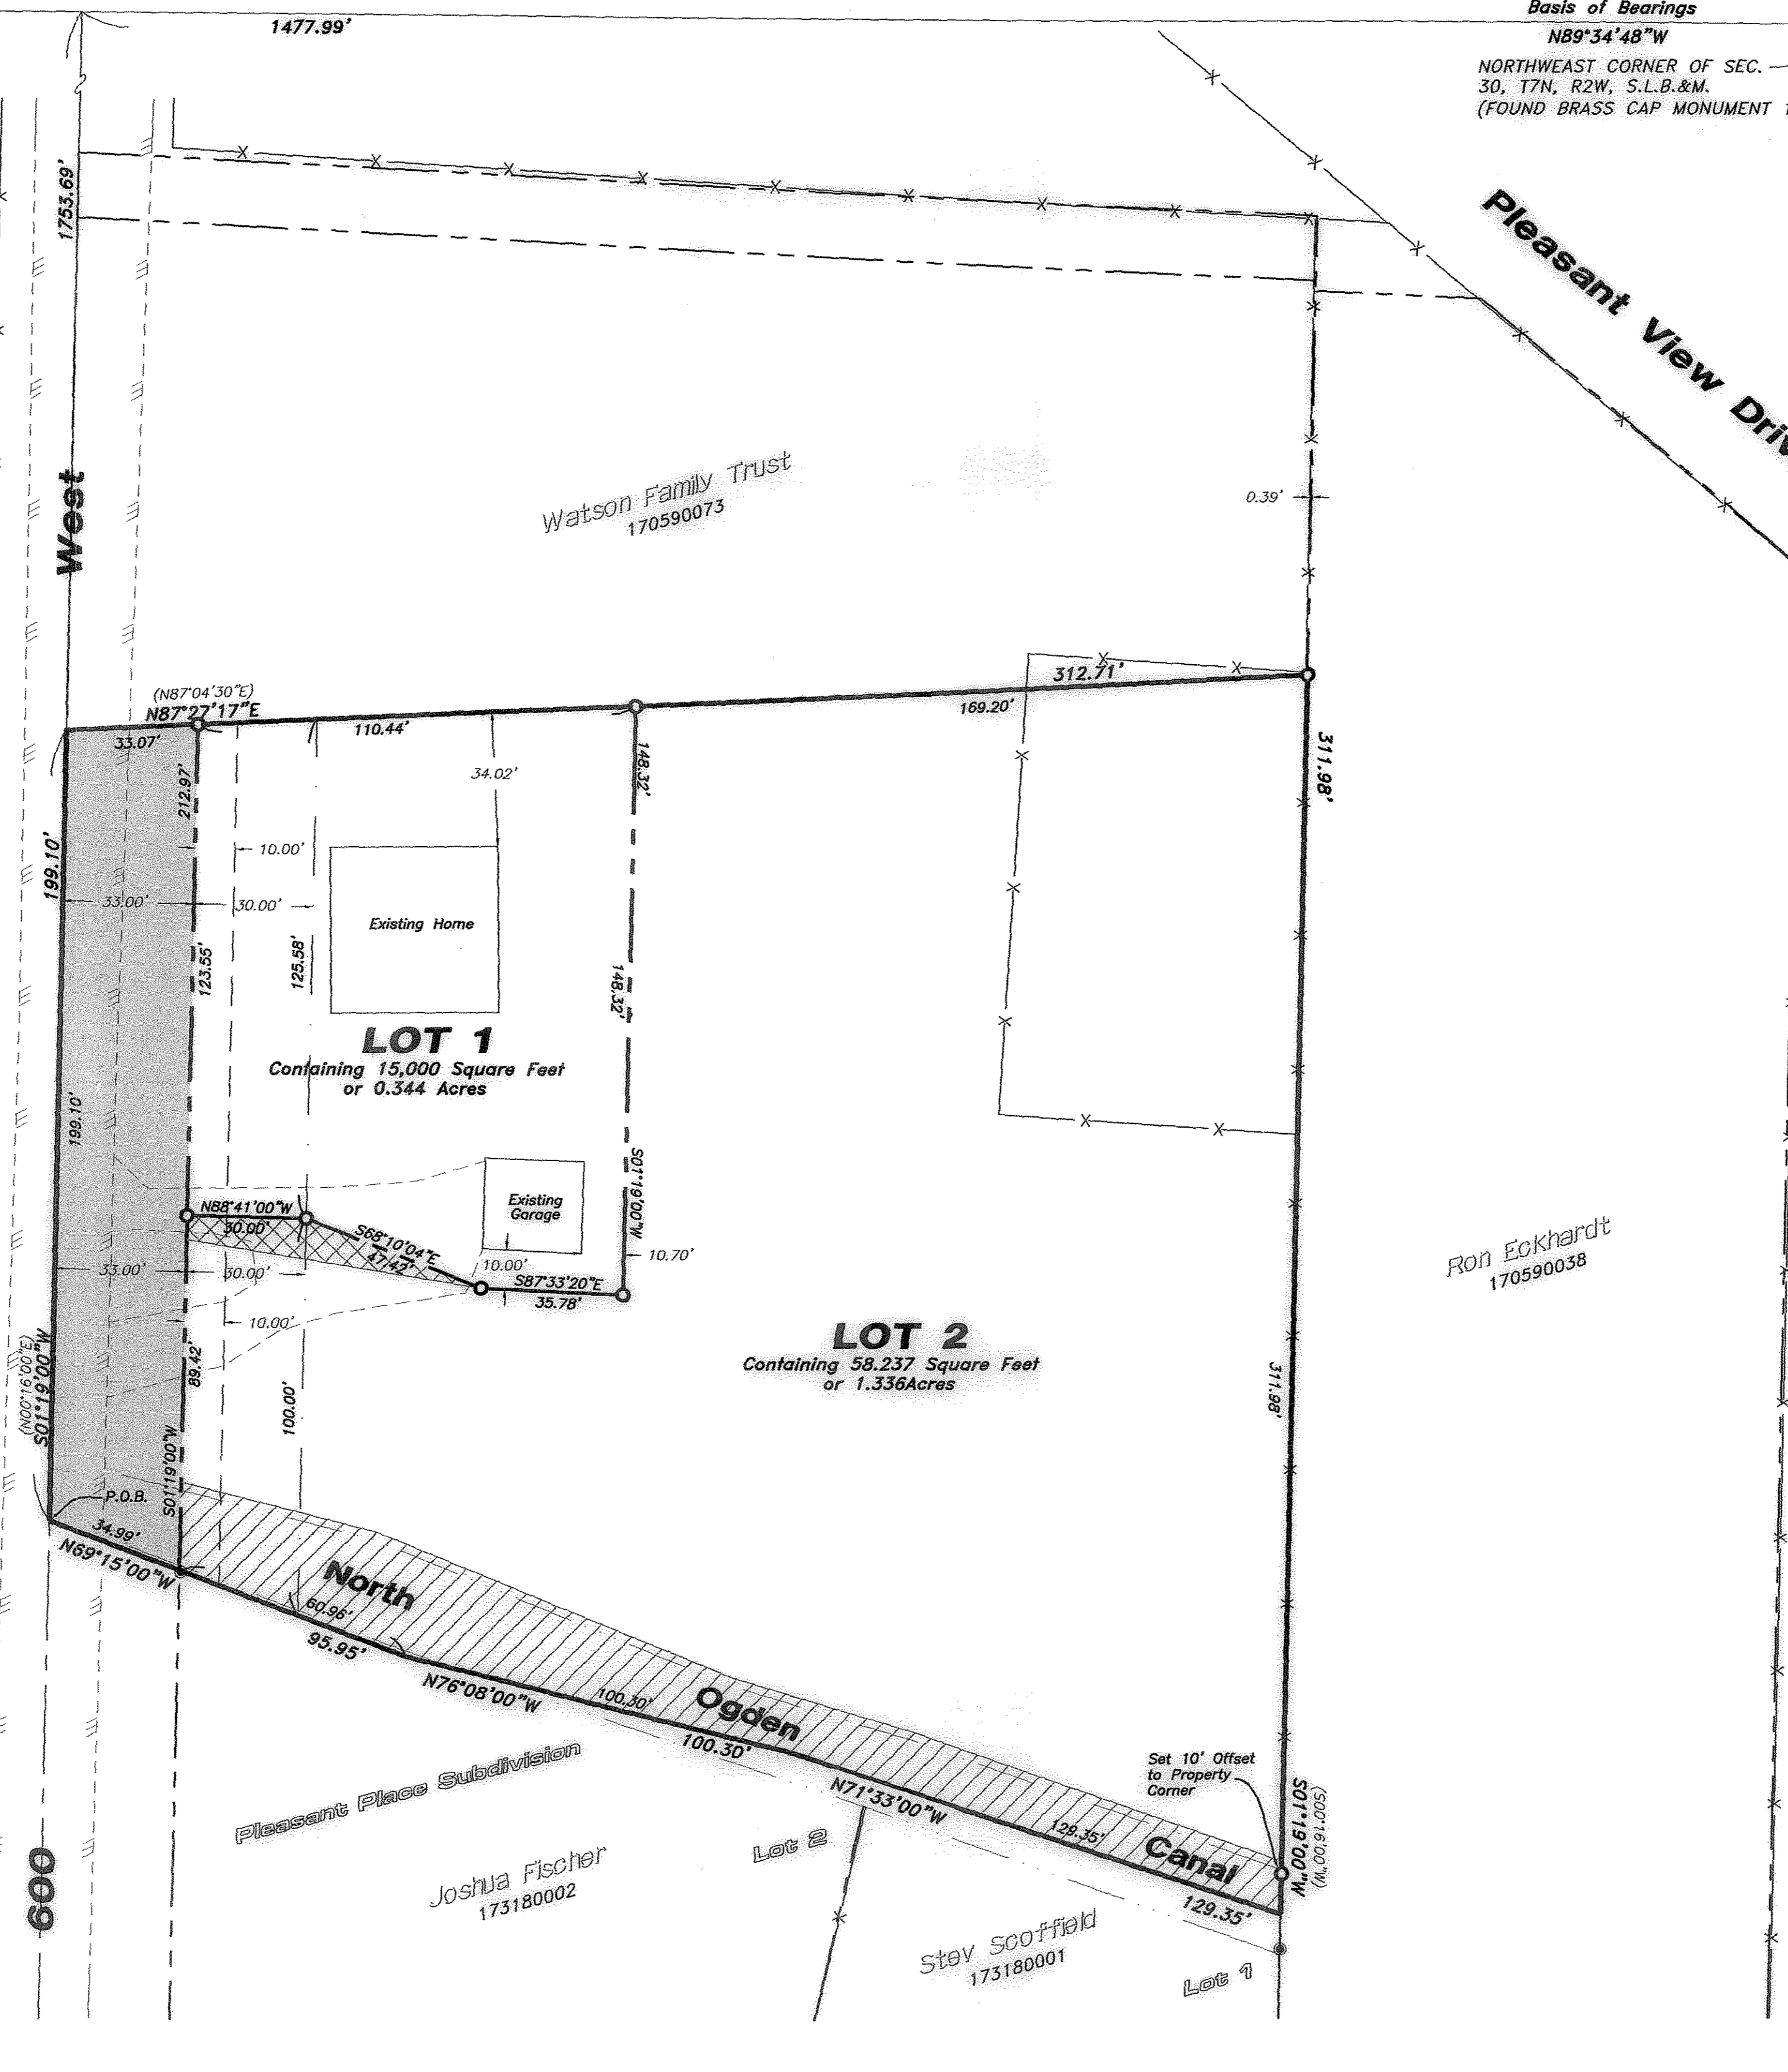 1477.99'
Basis of Bearings
N89°34'48"W
NORTHWEAST CORNER OF SEC.
30, T7N, R2W, S.L.B.&M.
(FOUND BRASS CAP MONUMENT
1753.69'
Pleasant View Driv
West
Watson Family Trust
170590073
0.39'
(N87°04'30"E)
N87°27'17"E
312.71'
33.07'
110.44'
169.20'
34.02'
148.32'
311.98'
212.97'
199.10'
10.00'
33.00'
30.00'
Existing Home
123.55'
125.58'
148.32'
LOT 1
Containing 15,000 Square Feet
or 0.344 Acres
199.10'
S01°19'00"W
Existing
Garage
N88°41'00"W
30.00'
S68°10'04"E
47.42'
10.00'
10.70'
S87°33'20"E
35.78'
33.00'
30.00'
10.00'
Ron Eckhardt
170590038
LOT 2
Containing 58.237 Square Feet
or 1.336Acres
(N00°16'00"E)
S01°19'00"W
89.42'
100.00'
311.98'
S01°19'00"W
P.O.B.
34.99'
N69°15'00"W
North
60.96'
95.95'
N76°08'00"W
100.30'
Ogden
100.30'
Set 10' Offset
to Property
Corner
N71°33'00"W
129.35'
Canal
129.35'
S01°19'00"W
(S00°16'00"W)
Pleasant Place Subdivision
Lot 2
Joshua Fischer
173180002
600
Stev Scoffield
173180001
Lot 1